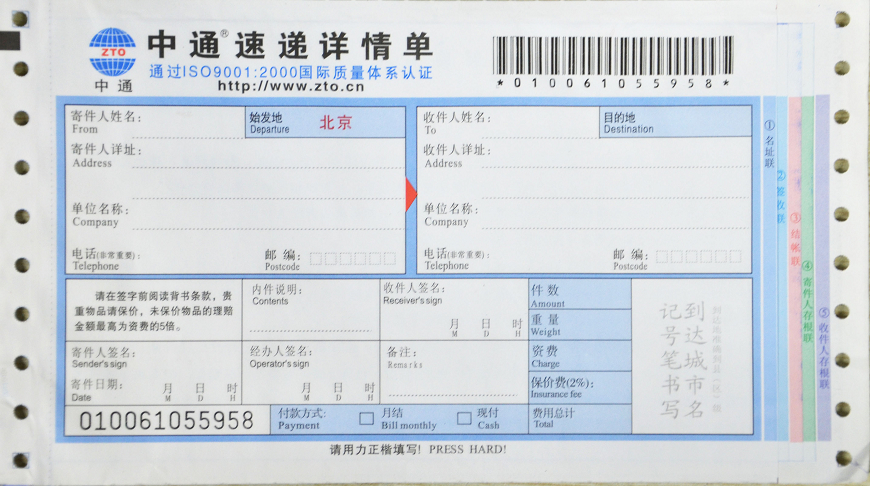 ZTO
中通
中通®速递详情单
通过ISO9001:2000国际质量体系认证
http://www.zto.cn
*010061055958*
寄件人姓名:
From
始发地
Departure
北京
寄件人详址:
Address
单位名称:
Company
电话(非常重要):
Telephone
邮 编:
Postcode
收件人姓名:
To
目的地
Destination
收件人详址:
Address
单位名称:
Company
电话(非常重要):
Telephone
邮 编:
Postcode
请在签字前阅读背书条款,贵
重物品请保价,未保价物品的理赔
金额最高为资费的5倍。
内件说明:
Contents
收件人签名:
Receiver's sign
月 日 时
M D H
件 数
Amount
重 量
Weight
资 费
Charge
保价费(2%):
Insurance fee
费用总计
Total
寄件人签名:
Sender's sign
寄件日期:
Date
月 日 时
M D H
经办人签名:
Operator's sign
月 日 时
M D H
备注:
Remarks
到达城市名
记号笔书写
010061055958
付款方式:
Payment
月结
Bill monthly
现付
Cash
请用力正楷填写! PRESS HARD!
①名址联
②签收联
③结帐联
④寄件人存根联
⑤收件人存根联